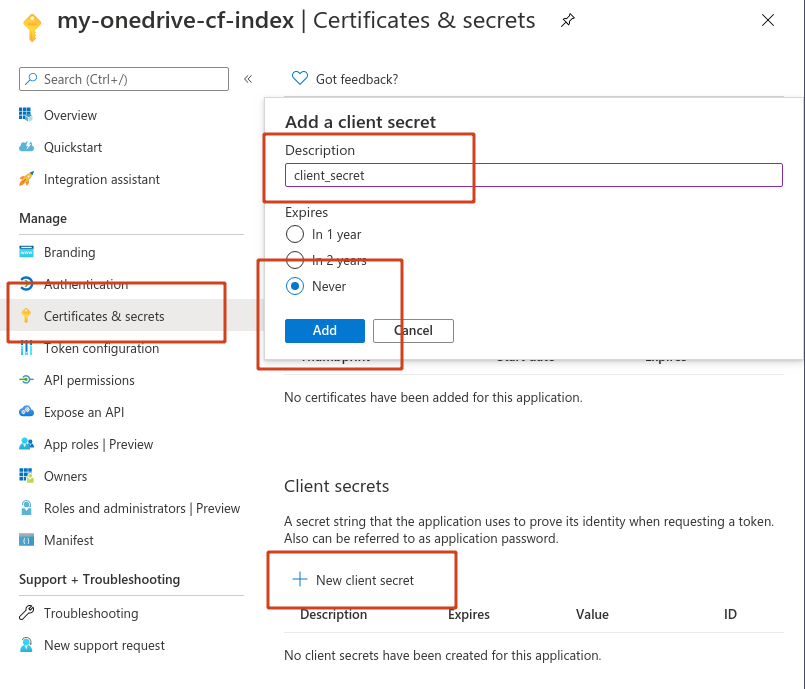 my-onedrive-cf-index | Certificates & secrets
Search (Ctrl+/)
«
Overview
Quickstart
Integration assistant
Manage
Branding
Authentication
Certificates & secrets
Token configuration
API permissions
Expose an API
App roles | Preview
Owners
Roles and administrators | Preview
Manifest
Support + Troubleshooting
Troubleshooting
New support request
Got feedback?
Add a client secret
Description
client_secret
Expires
In 1 year
In 2 years
Never
Add
Cancel
Thumbprint Start date Expires
No certificates have been added for this application.
Client secrets
A secret string that the application uses to prove its identity when requesting a token.
Also can be referred to as application password.
New client secret
Description Expires Value ID
No client secrets have been created for this application.